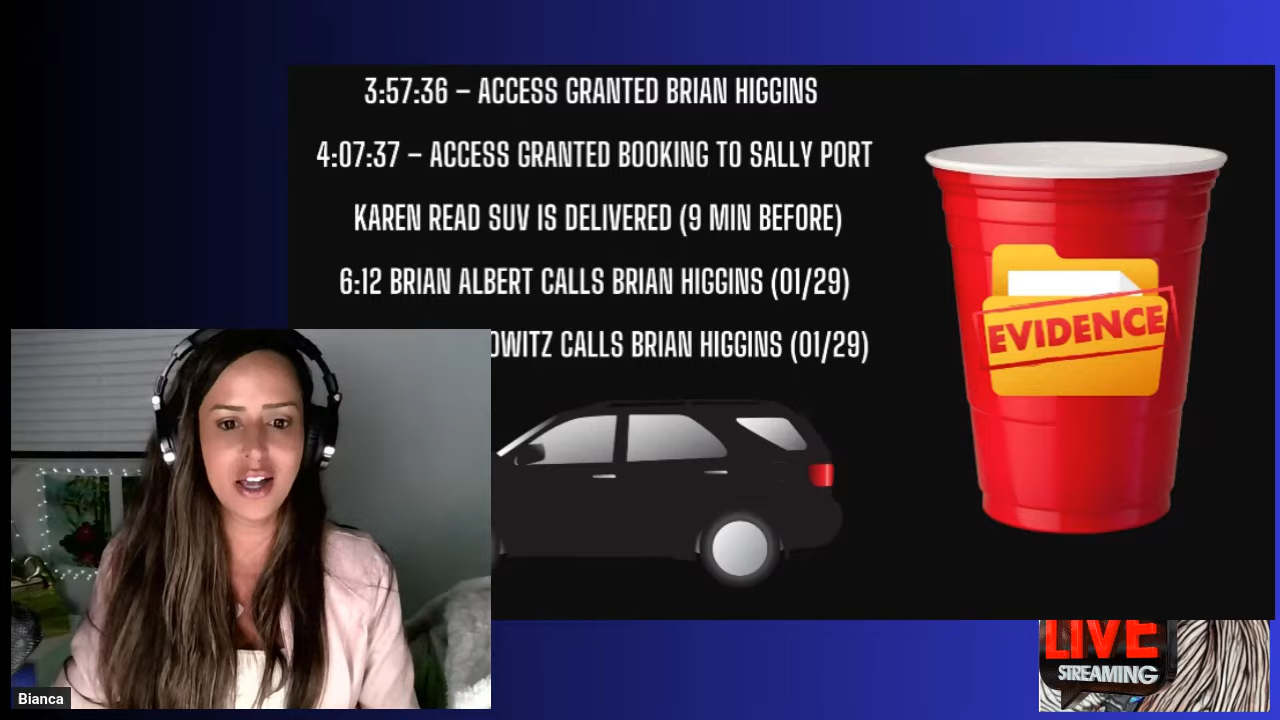 3:57:36 – ACCESS GRANTED BRIAN HIGGINS
4:07:37 – ACCESS GRANTED BOOKING TO SALLY PORT
KAREN READ SUV IS DELIVERED (9 MIN BEFORE)
6:12 BRIAN ALBERT CALLS BRIAN HIGGINS (01/29)
OWITZ CALLS BRIAN HIGGINS (01/29)
EVIDENCE
Bianca
LIVE
STREAMING